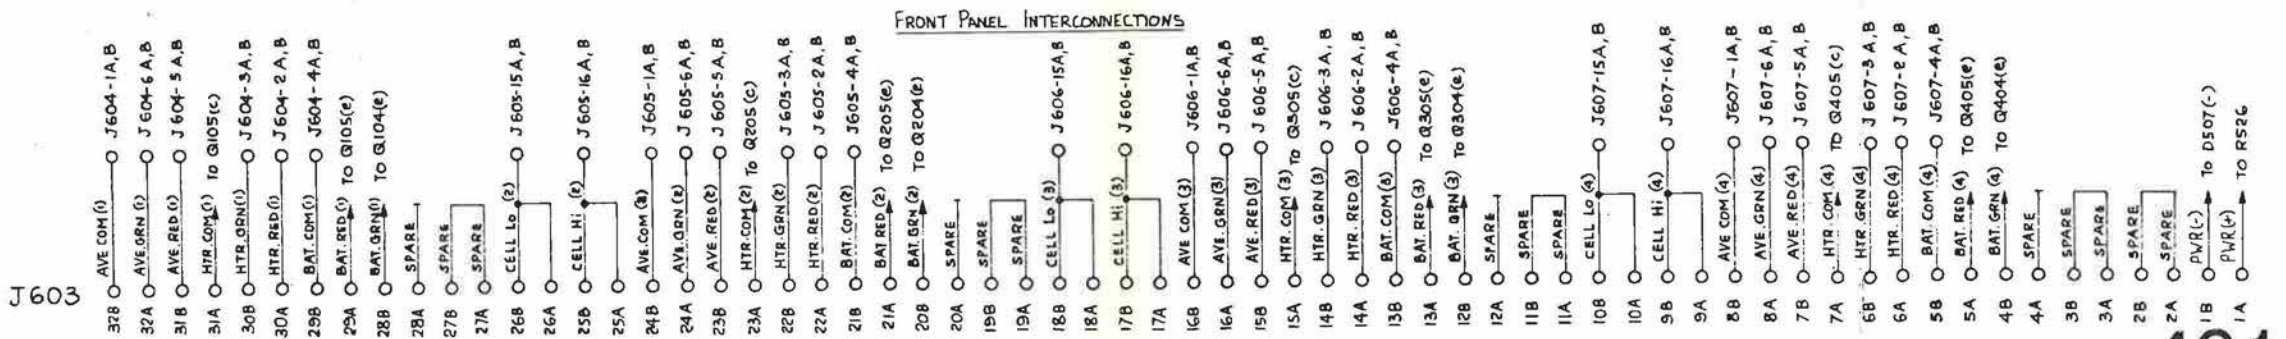 FRONT PANEL INTERCONNECTIONS
J603
32B AVE COM (1) J604-1A,B
32A AVE.GRN (1) J604-6A,B
31B AVE.RED (1) J604-5A,B
31A HTR.COM (1) TO Q105(c)
30B HTR.GRN (1) J604-3A,B
30A HTR.RED (1) J604-2A,B
29B BAT.COM (1) J604-4A,B
29A BAT.RED (1) TO Q105(e)
28B BAT.GRN (1) TO Q104(e)
28A SPARE
27B SPARE
27A SPARE
26B CELL Lo (2) J605-15A,B
26A
25B CELL Hi (2) J605-16A,B
25A
24B AVE.COM (2) J605-1A,B
24A AVE.GRN (2) J605-6A,B
23B AVE.RED (2) J605-5A,B
23A HTR.COM (2) TO Q205(c)
22B HTR.GRN (2) J605-3A,B
22A HTR.RED (2) J605-2A,B
21B BAT.COM (2) J605-4A,B
21A BAT RED (2) TO Q205(e)
20B BAT.GRN (2) TO Q204(e)
20A SPARE
19B SPARE
19A SPARE
18B CELL Lo (3) J606-15A,B
18A
17B CELL Hi (3) J606-16A,B
17A
16B AVE COM (3) J606-1A,B
16A AVE.GRN (3) J606-6A,B
15B AVE.RED (3) J606-5A,B
15A HTR.COM (3) TO Q305(c)
14B HTR.GRN (3) J606-3A,B
14A HTR.RED (3) J606-2A,B
13B BAT.COM (3) J606-4A,B
13A BAT.RED (3) TO Q305(e)
12B BAT.GRN (3) TO Q304(e)
12A SPARE
11B SPARE
11A SPARE
10B CELL Lo (4) J607-15A,B
10A
9B CELL Hi (4) J607-16A,B
9A
8B AVE COM (4) J607-1A,B
8A AVE.GRN (4) J607-6A,B
7B AVE.RED (4) J607-5A,B
7A HTR.COM (4) TO Q405(c)
6B HTR GRN (4) J607-3A,B
6A HTR.RED (4) J607-2A,B
5B BAT.COM (4) J607-4A,B
5A BAT.RED (4) TO Q405(e)
4B BAT.GRN (4) TO Q404(e)
4A SPARE
3B SPARE
3A SPARE
2B SPARE
2A SPARE
1B PWR(-) TO D507(-)
1A PWR(+) TO R526